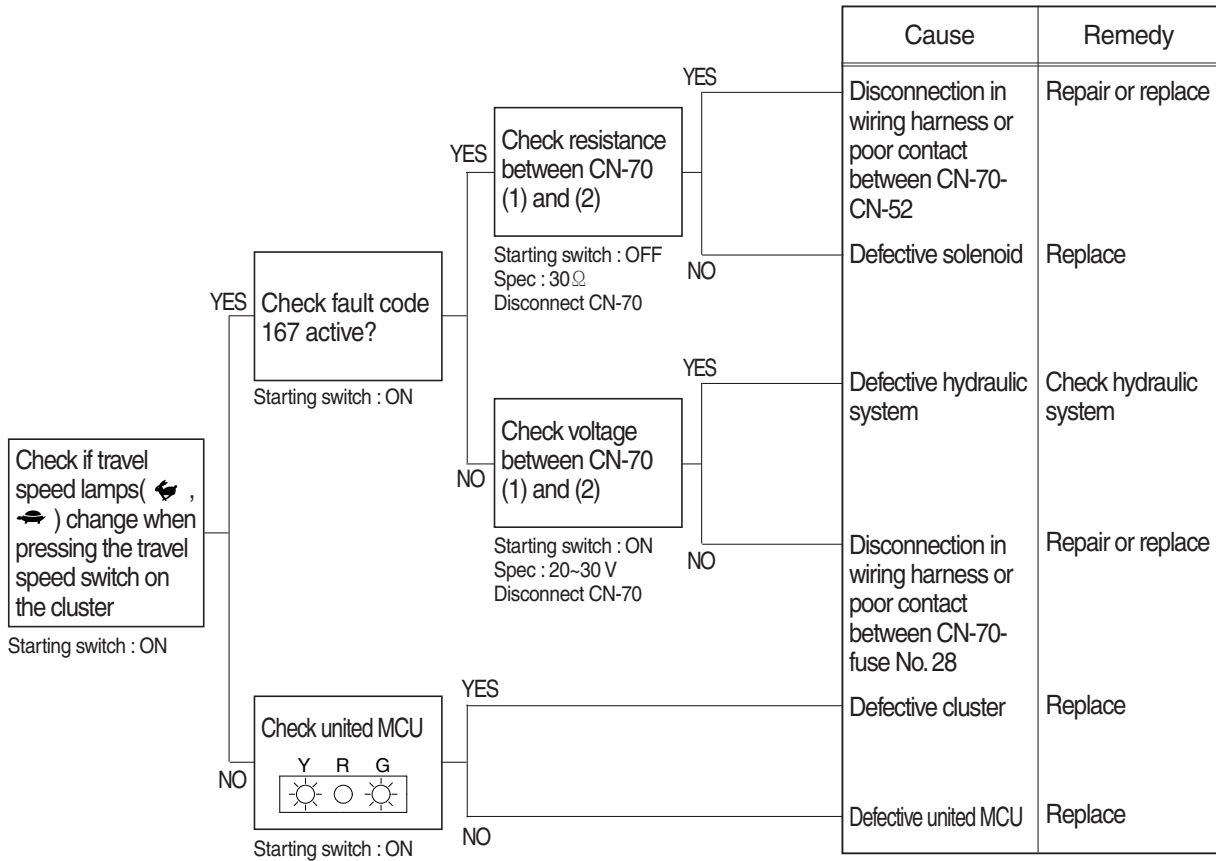 Cause Remedy
YES
Disconnection in
wiring harness or
poor contact
between CN-70-
CN-52
Repair or replace
YES
Check resistance
between CN-70
(1) and (2)
Starting switch : OFF
Spec : 30Ω
Disconnect CN-70
NO
Defective solenoid Replace
YES
Check fault code
167 active?
Starting switch : ON
YES
Defective hydraulic
system
Check hydraulic
system
NO
Check voltage
between CN-70
(1) and (2)
Starting switch : ON
Spec : 20~30 V
Disconnect CN-70
NO
Disconnection in
wiring harness or
poor contact
between CN-70-
fuse No. 28
Repair or replace
Check if travel
speed lamps( ,
) change when
pressing the travel
speed switch on
the cluster
Starting switch : ON
YES
Defective cluster Replace
NO
Check united MCU
Y R G
Starting switch : ON
NO
Defective united MCU Replace